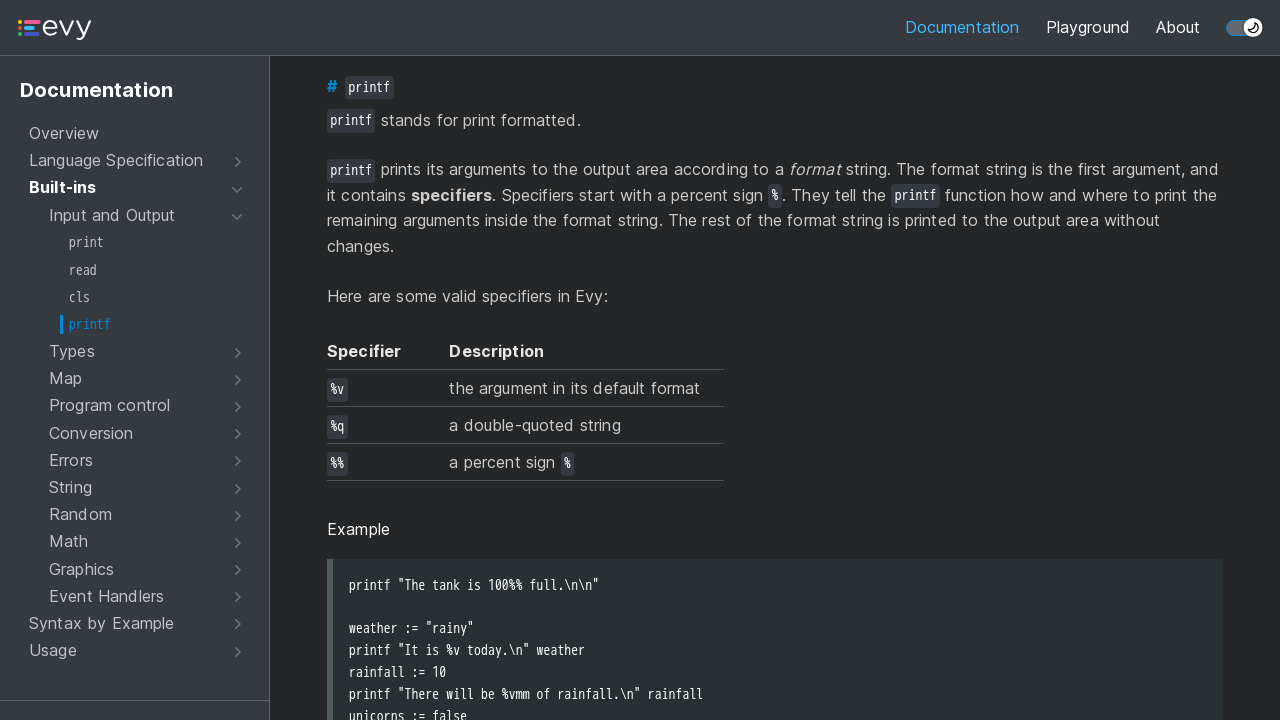 evy
Documentation
Playground
About
Documentation
Overview
Language Specification
Built-ins
Input and Output
print
read
cls
printf
Types
Map
Program control
Conversion
Errors
String
Random
Math
Graphics
Event Handlers
Syntax by Example
Usage
# printf
printf stands for print formatted.
printf prints its arguments to the output area according to a format string. The format string is the first argument, and
it contains specifiers. Specifiers start with a percent sign %. They tell the printf function how and where to print the
remaining arguments inside the format string. The rest of the format string is printed to the output area without
changes.
Here are some valid specifiers in Evy:
Specifier Description
%v the argument in its default format
%q a double-quoted string
%% a percent sign %
Example
printf "The tank is 100%% full.\n\n"
weather := "rainy"
printf "It is %v today.\n" weather
rainfall := 10
printf "There will be %vmm of rainfall.\n" rainfall
unicorns := false